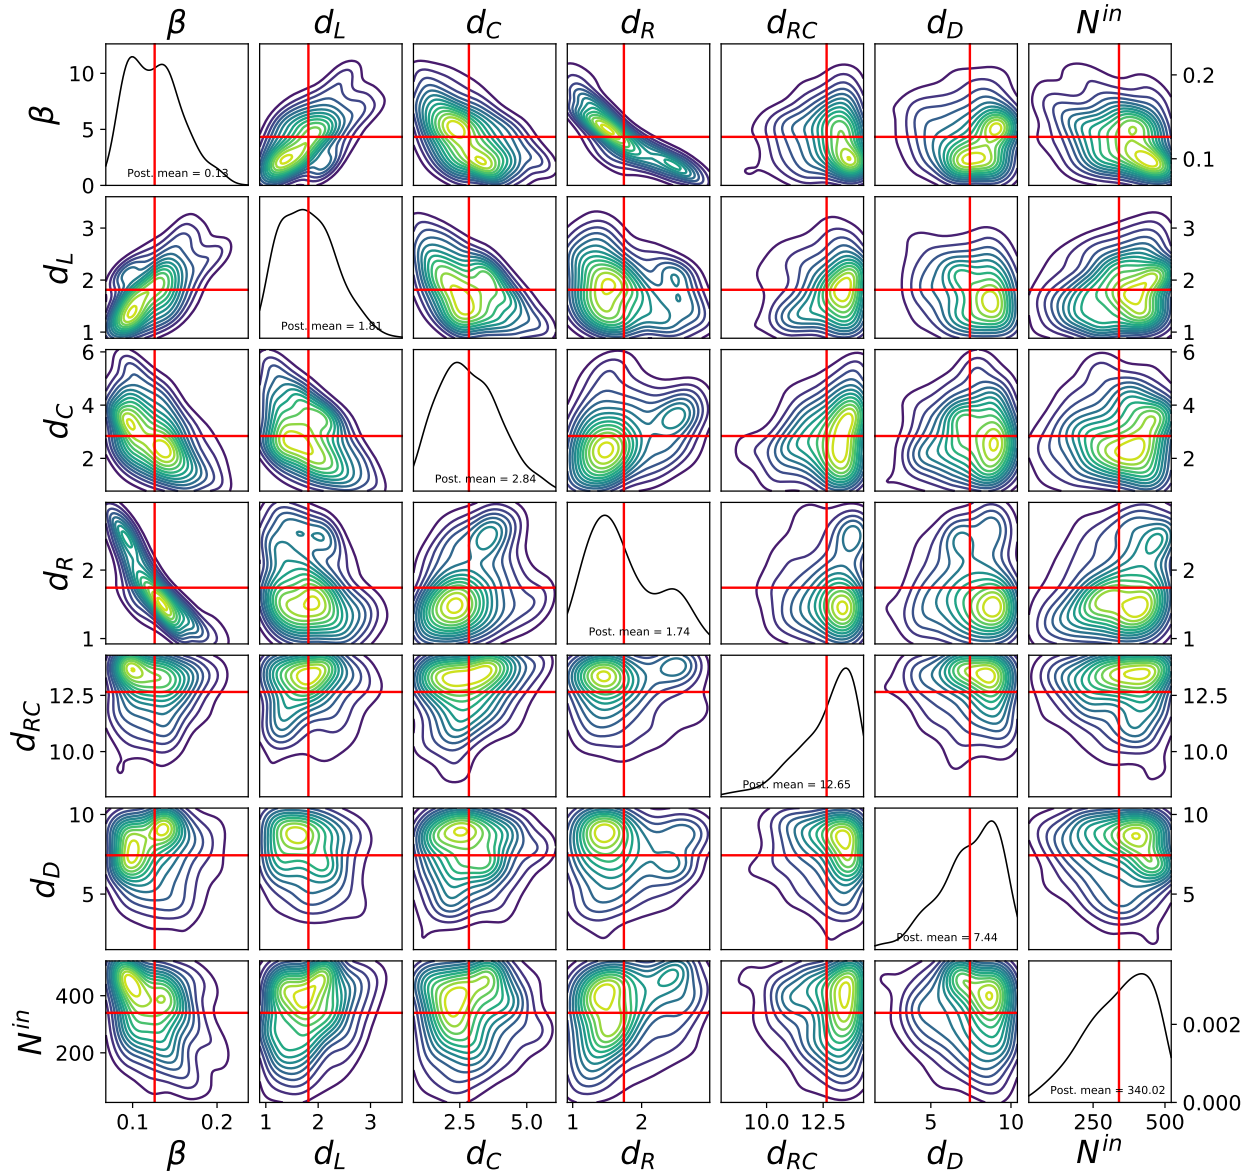 β d_L d_C d_R d_RC d_D N^in
β 10 5 0 Post. mean = 0.13 0.2 0.1
d_L 3 2 1 Post. mean = 1.81 3 2 1
d_C 6 4 2 Post. mean = 2.84 6 4 2
d_R 2 1 Post. mean = 1.74 2 1
d_RC 12.5 10.0 Post. mean = 12.65 12.5 10.0
d_D 10 5 Post. mean = 7.44 10 5
N^in 400 200 Post. mean = 340.02 0.002 0.000
0.1 0.2 1 2 3 2.5 5.0 1 2 10.0 12.5 5 10 250 500
β d_L d_C d_R d_RC d_D N^in